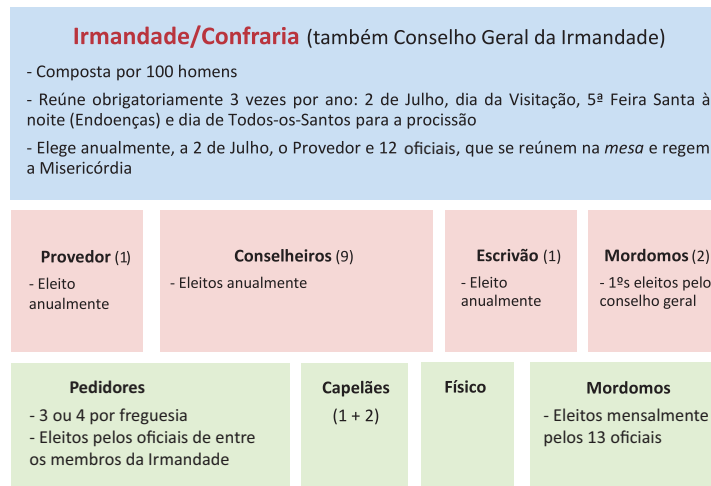 Irmandade/Confraria (também Conselho Geral da Irmandade)
- Composta por 100 homens
- Reúne obrigatoriamente 3 vezes por ano: 2 de Julho, dia da Visitação, 5ª Feira Santa à
noite (Endoenças) e dia de Todos-os-Santos para a procissão
- Elege anualmente, a 2 de Julho, o Provedor e 12 oficiais, que se reúnem na mesa e regem
a Misericórdia
Provedor (1)
- Eleito
anualmente
Conselheiros (9)
- Eleitos anualmente
Escrivão (1)
- Eleito
anualmente
Mordomos (2)
- 1ºs eleitos pelo
conselho geral
Pedidores
- 3 ou 4 por freguesia
- Eleitos pelos oficiais de entre
os membros da Irmandade
Capelães
(1 + 2)
Físico
Mordomos
- Eleitos mensalmente
pelos 13 oficiais